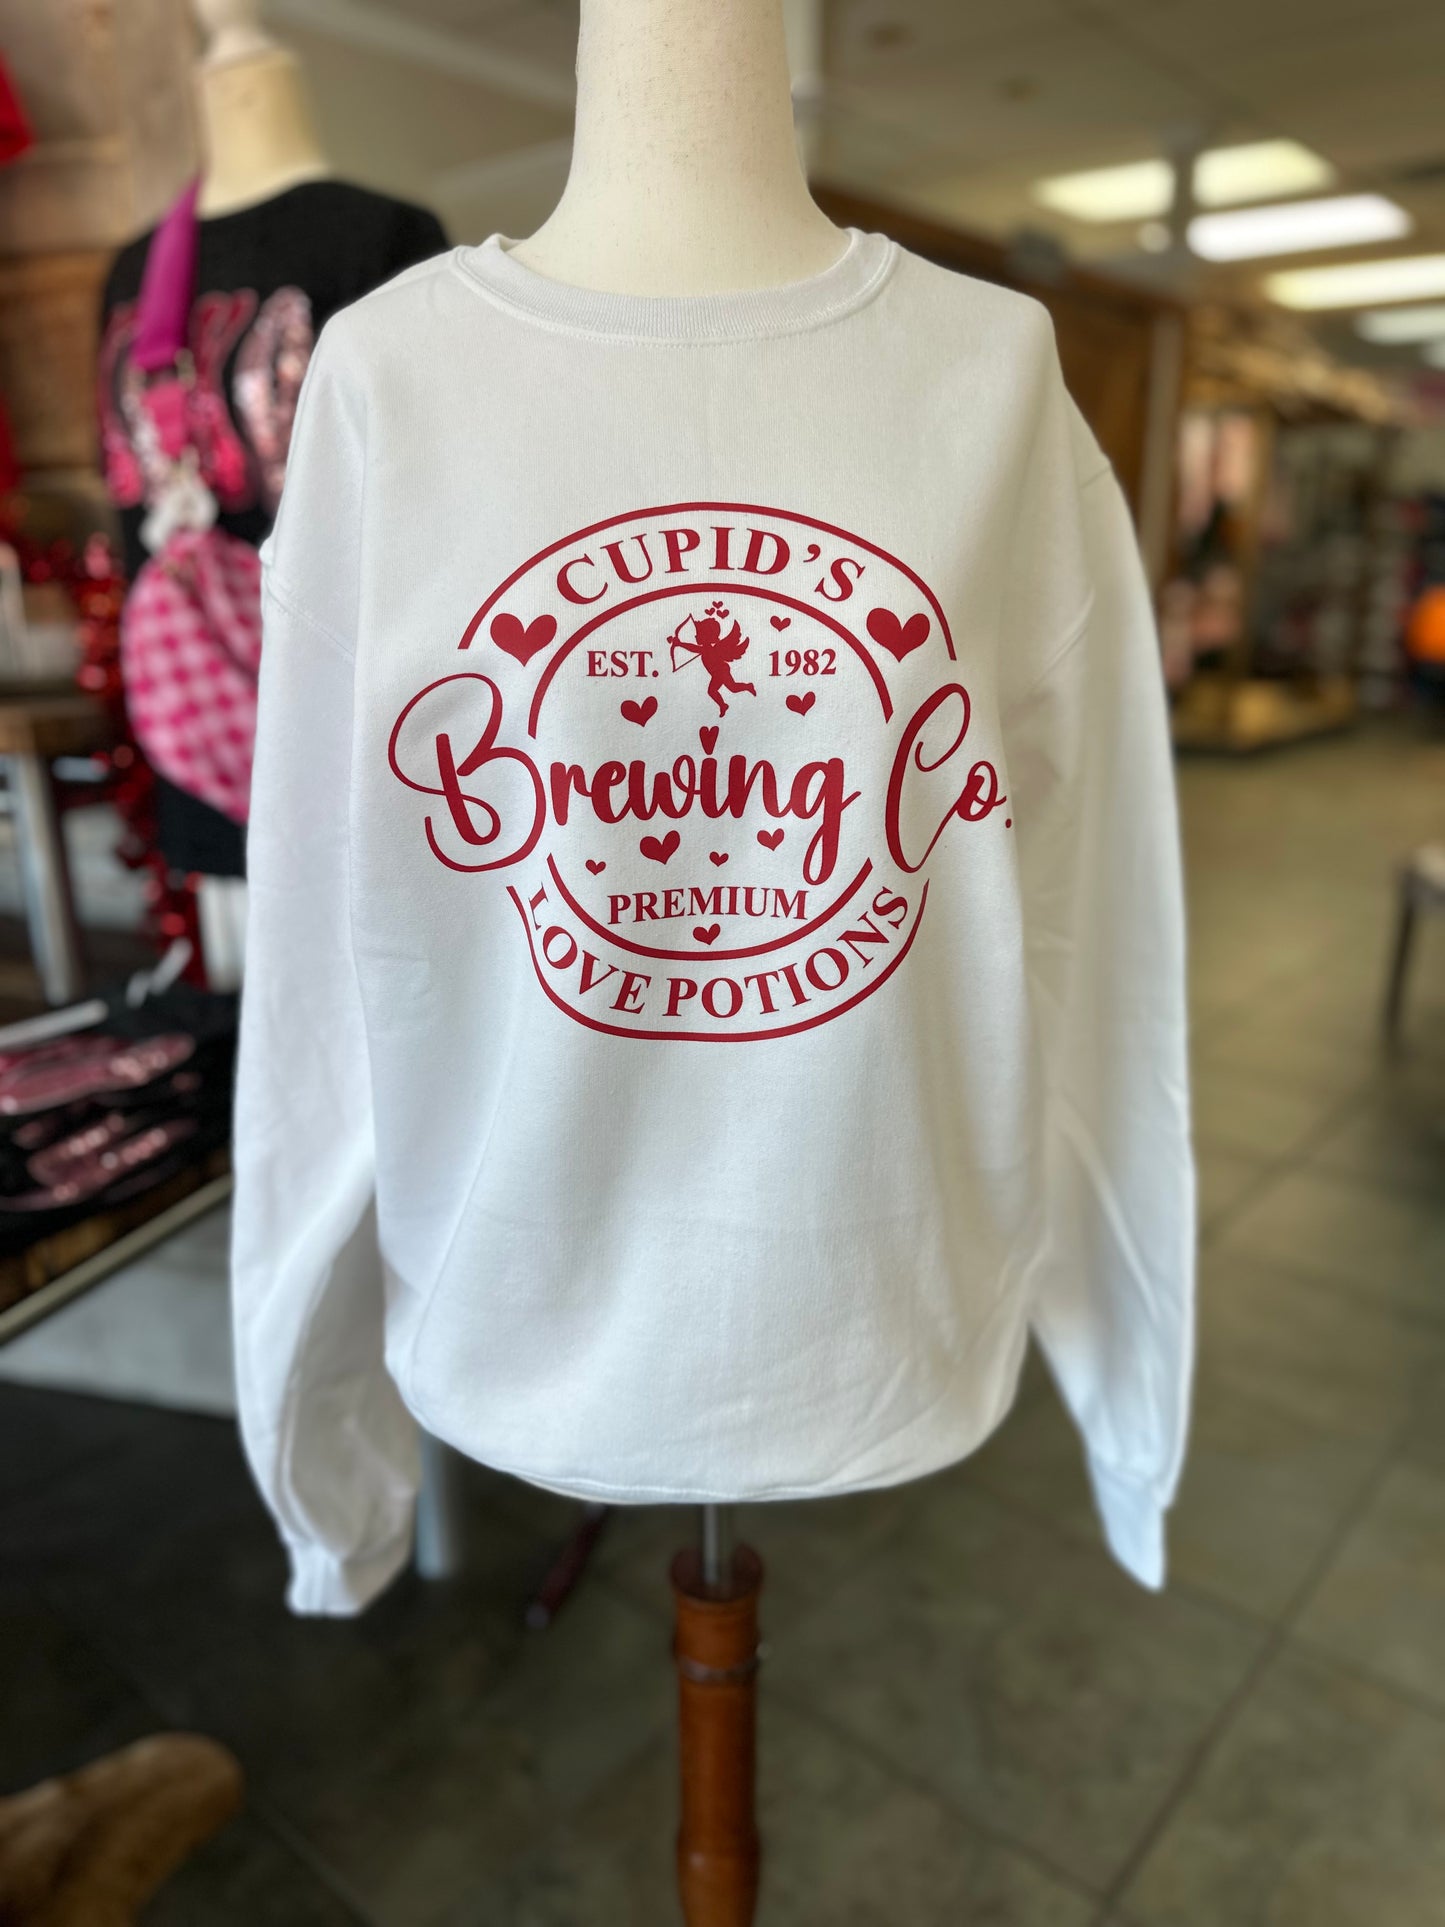 CUPID'S
EST. 1982
Brewing Co.
PREMIUM
LOVE POTIONS